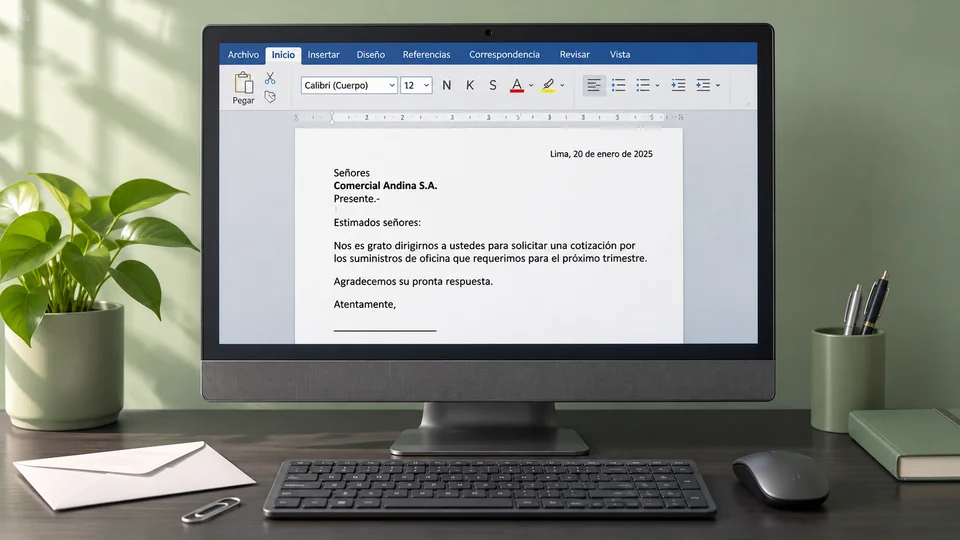 Archivo Inicio Insertar Diseño Referencias Correspondencia Revisar Vista
Pegar
Calibri (Cuerpo) 12 N K S A
Lima, 20 de enero de 2025
Señores
Comercial Andina S.A.
Presente.-
Estimados señores:
Nos es grato dirigirnos a ustedes para solicitar una cotización por
los suministros de oficina que requerimos para el próximo trimestre.
Agradecemos su pronta respuesta.
Atentamente,